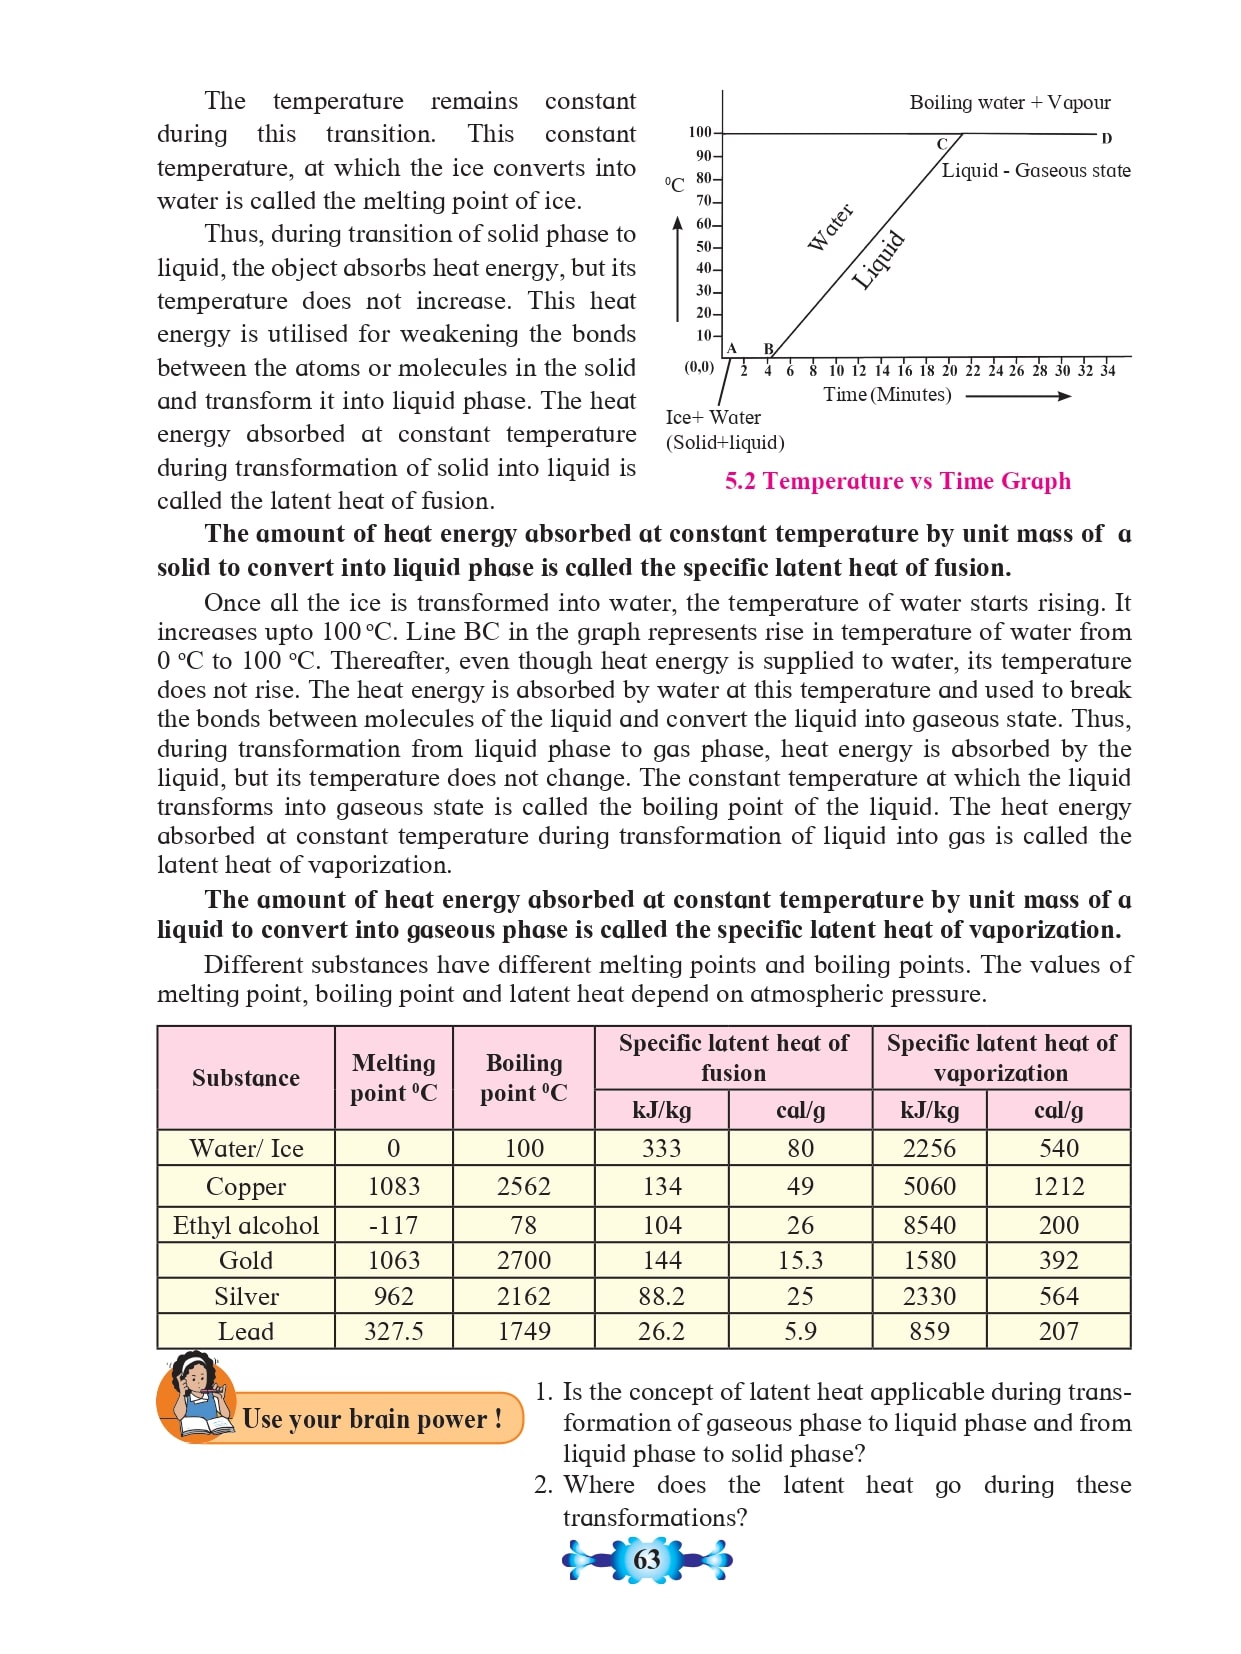 The temperature remains constant
during this transition. This constant
temperature, at which the ice converts into
water is called the melting point of ice.
Thus, during transition of solid phase to
liquid, the object absorbs heat energy, but its
temperature does not increase. This heat
energy is utilised for weakening the bonds
between the atoms or molecules in the solid
and transform it into liquid phase. The heat
energy absorbed at constant temperature
during transformation of solid into liquid is
called the latent heat of fusion.
Boiling water + Vapour
100
C
D
90
Liquid - Gaseous state
⁰C
80
70
60
Water
50
Liquid
40
30
20
10
A
B
(0,0)
2 4 6 8 10 12 14 16 18 20 22 24 26 28 30 32 34
Time (Minutes)
Ice+ Water
(Solid+liquid)
5.2 Temperature vs Time Graph
The amount of heat energy absorbed at constant temperature by unit mass of a
solid to convert into liquid phase is called the specific latent heat of fusion.
Once all the ice is transformed into water, the temperature of water starts rising. It
increases upto 100 °C. Line BC in the graph represents rise in temperature of water from
0 °C to 100 °C. Thereafter, even though heat energy is supplied to water, its temperature
does not rise. The heat energy is absorbed by water at this temperature and used to break
the bonds between molecules of the liquid and convert the liquid into gaseous state. Thus,
during transformation from liquid phase to gas phase, heat energy is absorbed by the
liquid, but its temperature does not change. The constant temperature at which the liquid
transforms into gaseous state is called the boiling point of the liquid. The heat energy
absorbed at constant temperature during transformation of liquid into gas is called the
latent heat of vaporization.
The amount of heat energy absorbed at constant temperature by unit mass of a
liquid to convert into gaseous phase is called the specific latent heat of vaporization.
Different substances have different melting points and boiling points. The values of
melting point, boiling point and latent heat depend on atmospheric pressure.
Substance
Melting
point ⁰C
Boiling
point ⁰C
Specific latent heat of
fusion
Specific latent heat of
vaporization
kJ/kg cal/g kJ/kg cal/g
Water/ Ice 0 100 333 80 2256 540
Copper 1083 2562 134 49 5060 1212
Ethyl alcohol -117 78 104 26 8540 200
Gold 1063 2700 144 15.3 1580 392
Silver 962 2162 88.2 25 2330 564
Lead 327.5 1749 26.2 5.9 859 207
Use your brain power !
1. Is the concept of latent heat applicable during trans-
formation of gaseous phase to liquid phase and from
liquid phase to solid phase?
2. Where does the latent heat go during these
transformations?
63